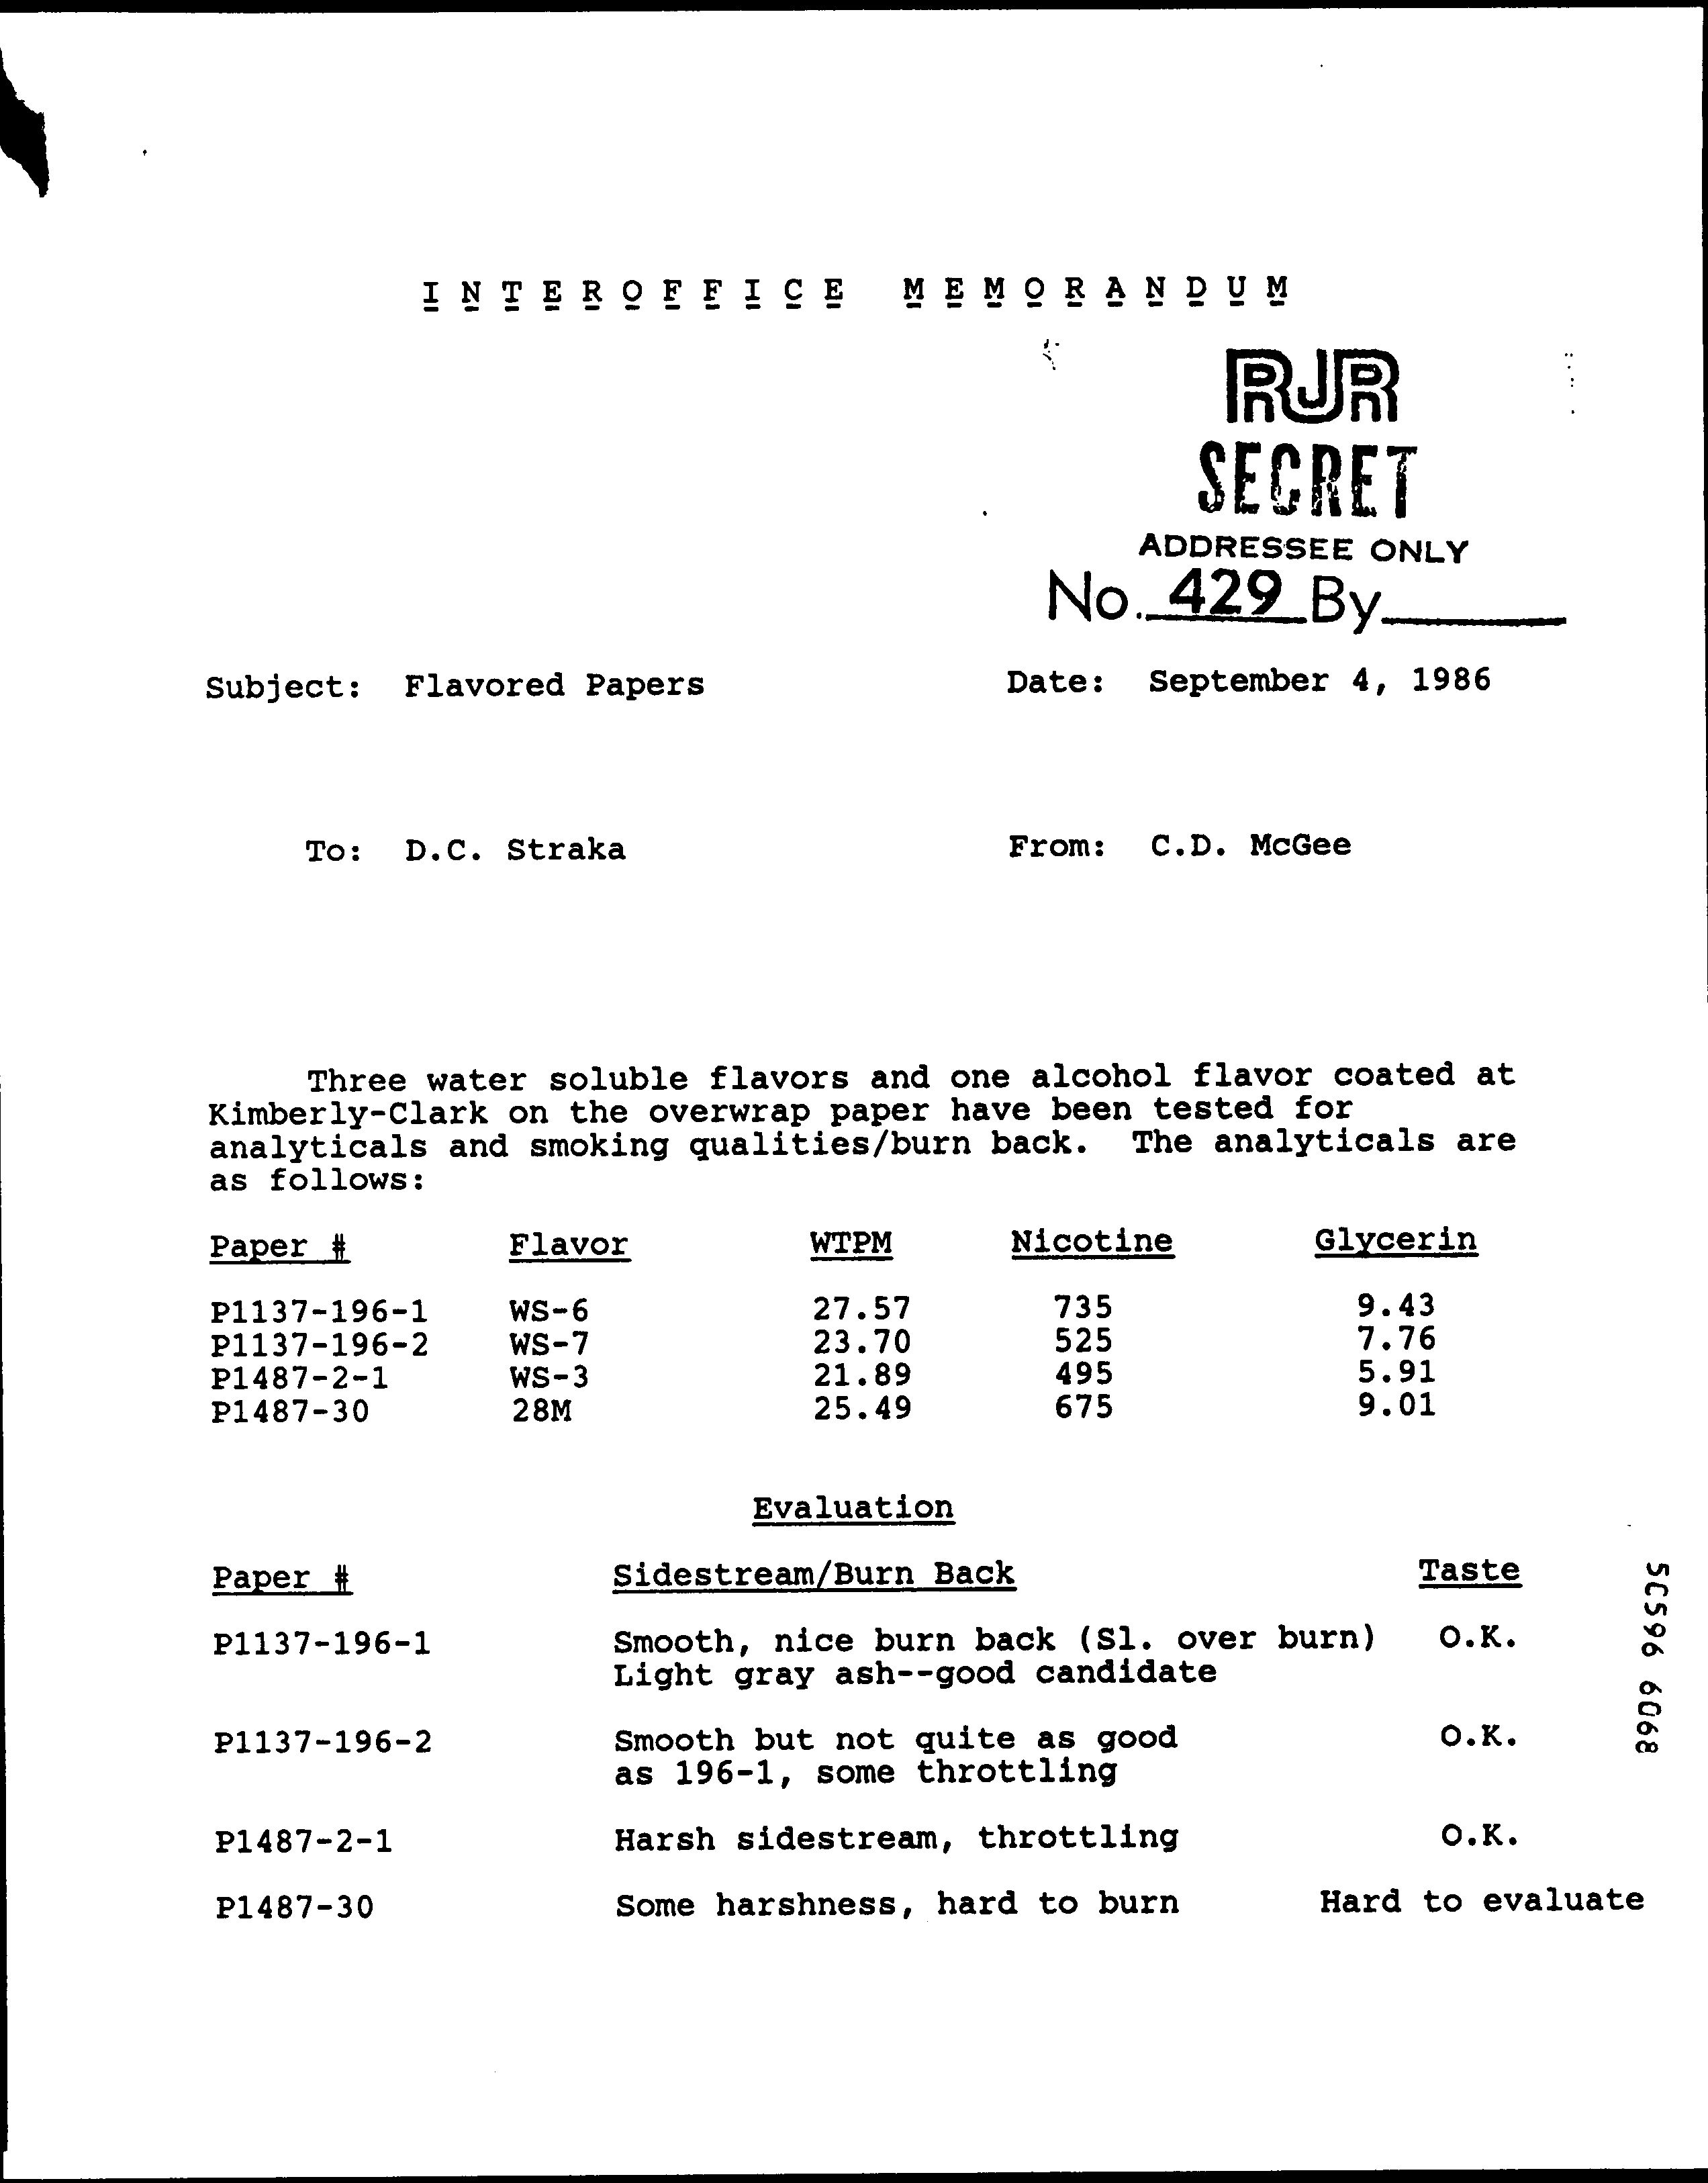 INTEROFFICE MEMORANDUM
RJR
SECRET
ADDRESSEE ONLY
No. 429 By
Subject: Flavored Papers Date: September 4, 1986
To: D.C. Straka From: C.D. McGee
Three water soluble flavors and one alcohol flavor coated at
Kimberly-Clark on the overwrap paper have been tested for
analyticals and smoking qualities/burn back. The analyticals are
as follows:
Paper # Flavor WTPM Nicotine Glycerin
P1137-196-1 WS-6 27.57 735 9.43
P1137-196-2 WS-7 23.70 525 7.76
P1487-2-1 WS-3 21.89 495 5.91
P1487-30 28M 25.49 675 9.01
Evaluation
Paper # Sidestream/Burn Back Taste
P1137-196-1 Smooth, nice burn back (Sl. over burn) O.K.
Light gray ash--good candidate
P1137-196-2 Smooth but not quite as good O.K.
as 196-1, some throttling
P1487-2-1 Harsh sidestream, throttling O.K.
P1487-30 Some harshness, hard to burn Hard to evaluate
50596 6068